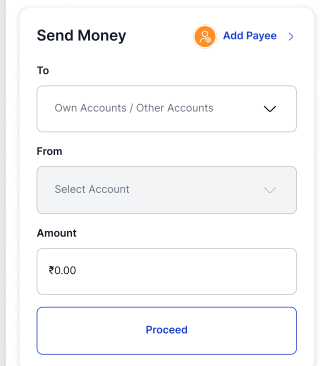 Send Money
Add Payee
To
Own Accounts / Other Accounts
From
Select Account
Amount
₹0.00
Proceed